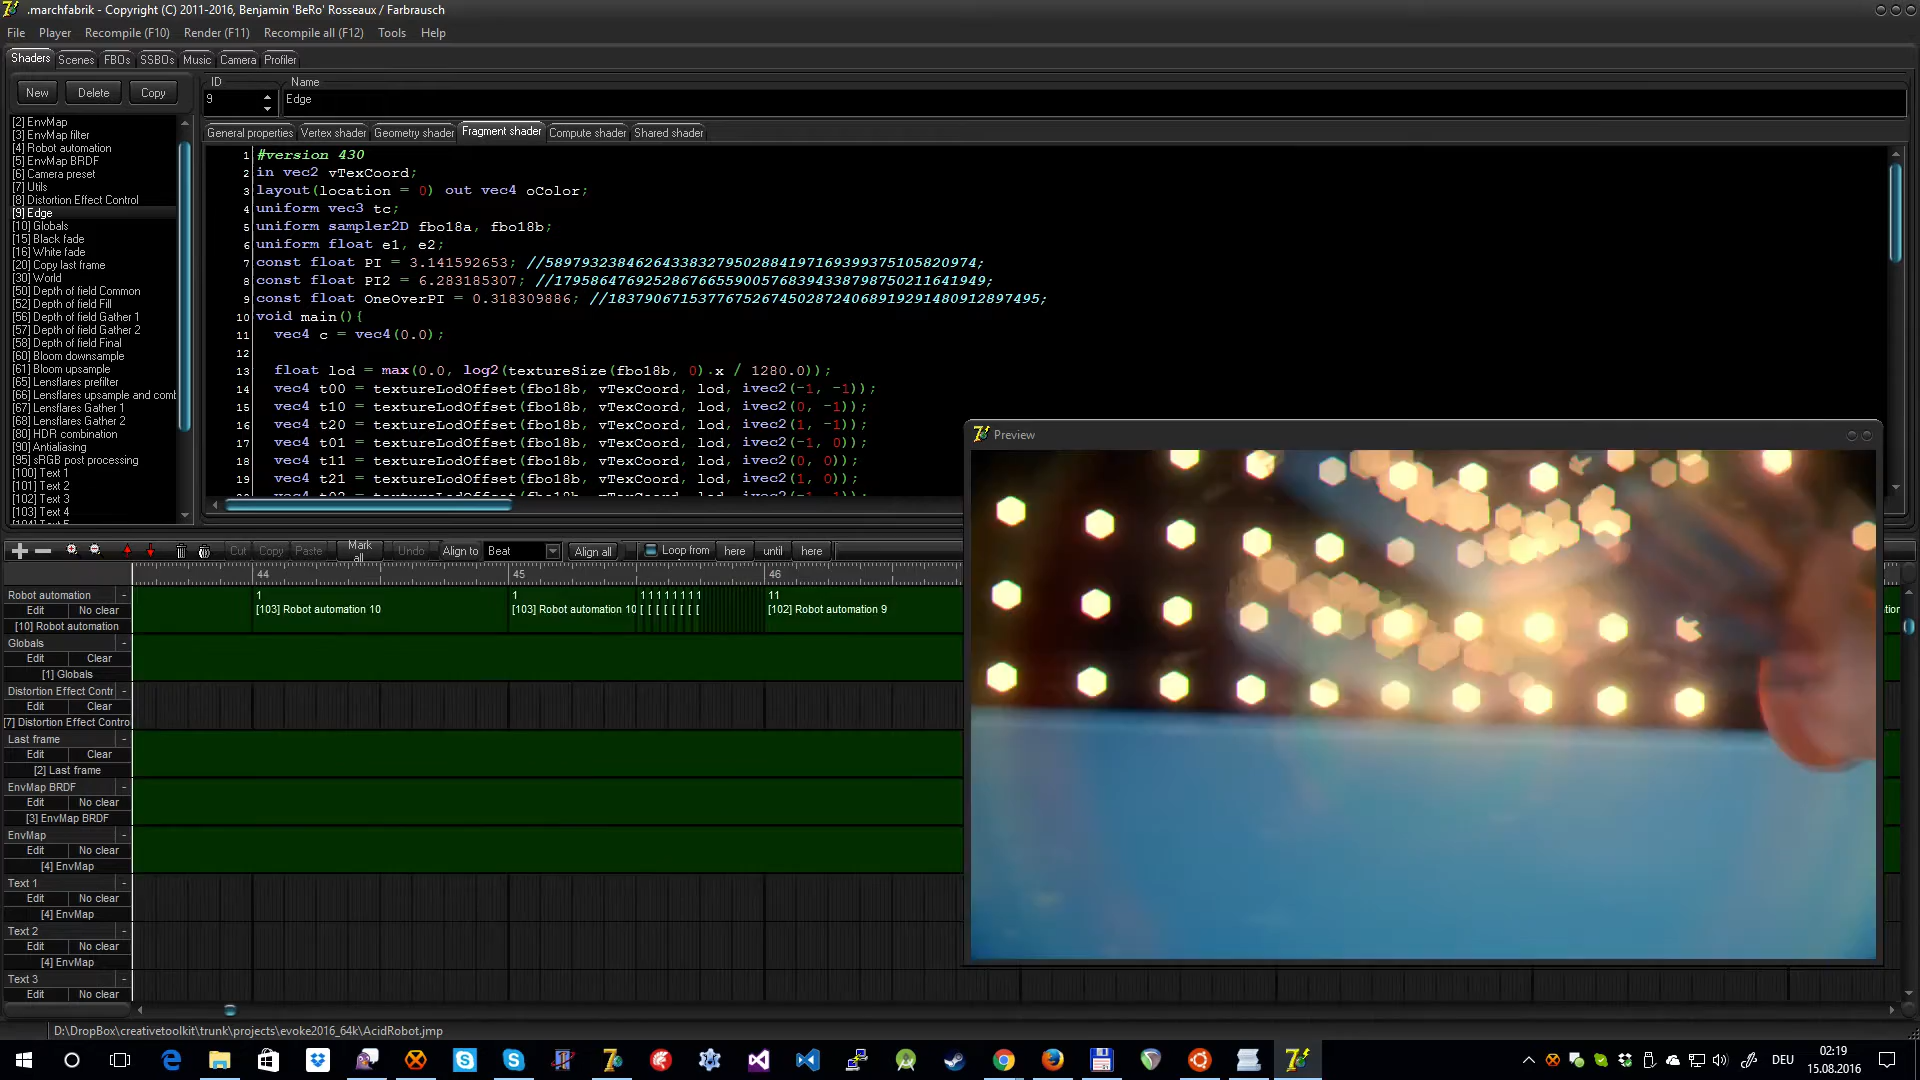 .marchfabrik - Copyright (C) 2011-2016, Benjamin 'BeRo' Rosseaux / Farbrausch
File Player Recompile (F10) Render (F11) Recompile all (F12) Tools Help
Shaders Scenes FBOs SSBOs Music Camera Profiler
New Delete Copy
ID Name
9 Edge
General properties Vertex shader Geometry shader Fragment shader Compute shader Shared shader
[2] EnvMap
[3] EnvMap filter
[4] Robot automation
[5] EnvMap BRDF
[6] Camera preset
[7] Utils
[8] Distortion Effect Control
[9] Edge
[10] Globals
[15] Black fade
[16] White fade
[20] Copy last frame
[30] World
[50] Depth of field Common
[52] Depth of field Fill
[56] Depth of field Gather 1
[57] Depth of field Gather 2
[58] Depth of field Final
[60] Bloom downsample
[61] Bloom upsample
[65] Lensflares prefilter
[66] Lensflares upsample and comb
[67] Lensflares Gather 1
[68] Lensflares Gather 2
[80] HDR combination
[90] Antialiasing
[95] sRGB post processing
[100] Text 1
[101] Text 2
[102] Text 3
[103] Text 4
1 #version 430
2 in vec2 vTexCoord;
3 layout(location = 0) out vec4 oColor;
4 uniform vec3 tc;
5 uniform sampler2D fbo18a, fbo18b;
6 uniform float e1, e2;
7 const float PI = 3.141592653; //58979323846264338327950288419716939937510582097​4;
8 const float PI2 = 6.283185307; //179586476925286766559005768394338798750211641949;
9 const float OneOverPI = 0.318309886; //183790671537767526745028724068919291480912897495;
10 void main(){
11 vec4 c = vec4(0.0);
12
13 float lod = max(0.0, log2(textureSize(fbo18b, 0).x / 1280.0));
14 vec4 t00 = textureLodOffset(fbo18b, vTexCoord, lod, ivec2(-1, -1));
15 vec4 t10 = textureLodOffset(fbo18b, vTexCoord, lod, ivec2(0, -1));
16 vec4 t20 = textureLodOffset(fbo18b, vTexCoord, lod, ivec2(1, -1));
17 vec4 t01 = textureLodOffset(fbo18b, vTexCoord, lod, ivec2(-1, 0));
18 vec4 t11 = textureLodOffset(fbo18b, vTexCoord, lod, ivec2(0, 0));
19 vec4 t21 = textureLodOffset(fbo18b, vTexCoord, lod, ivec2(1, 0));
Preview
Cut Copy Paste Mark all Undo Align to Beat Align all Loop from here until here
44 45 46
Robot automation -
Edit No clear
[10] Robot automation
1 1 1 1 1 1 1 1 1 1 11
[103] Robot automation 10 [103] Robot automation 10 [ [ [ [ [ [ [ [ [102] Robot automation 9
Globals -
Edit Clear
[1] Globals
Distortion Effect Contr -
Edit Clear
[7] Distortion Effect Contro
Last frame -
Edit Clear
[2] Last frame
EnvMap BRDF -
Edit No clear
[3] EnvMap BRDF
EnvMap -
Edit No clear
[4] EnvMap
Text 1 -
Edit No clear
[4] EnvMap
Text 2 -
Edit No clear
[4] EnvMap
Text 3 -
Edit No clear
D:\DropBox\creativetoolkit\trunk\projects\evoke2016_64k\AcidRobot.jmp
DEU
02:19
15.08.2016